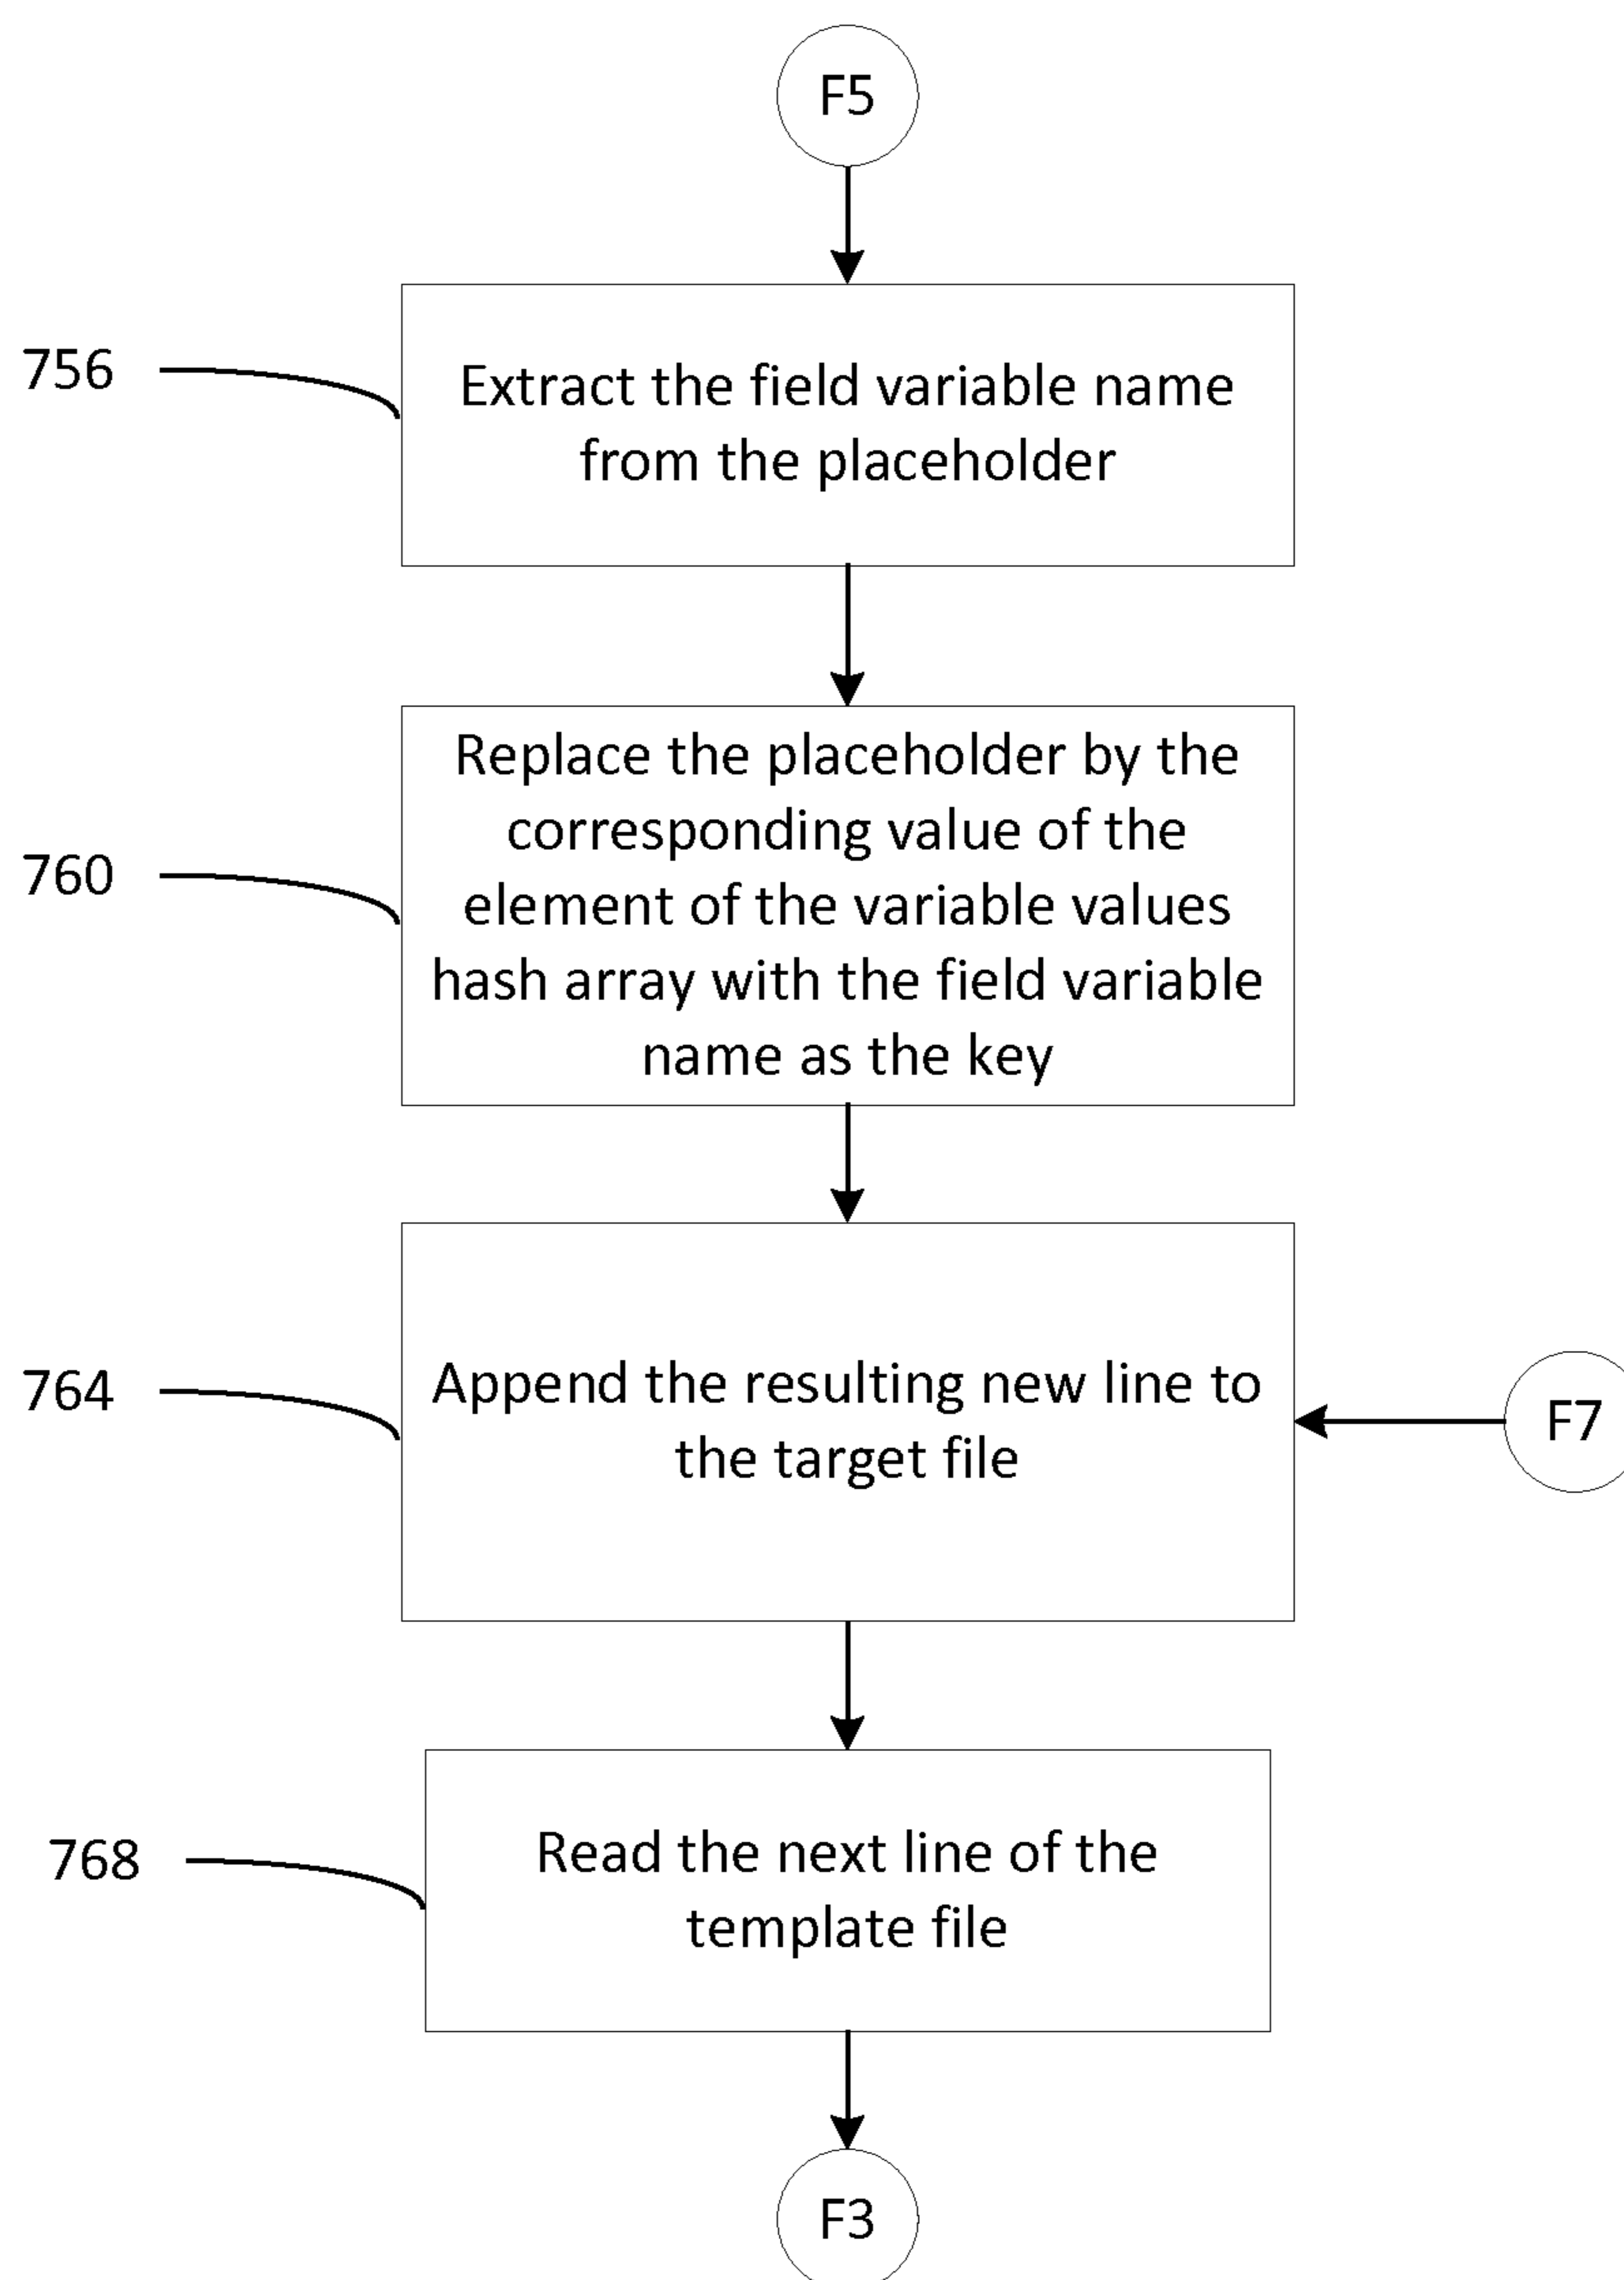 F5
756
Extract the field variable name
from the placeholder
760
Replace the placeholder by the
corresponding value of the
element of the variable values
hash array with the field variable
name as the key
764
Append the resulting new line to
the target file
F7
768
Read the next line of the
template file
F3